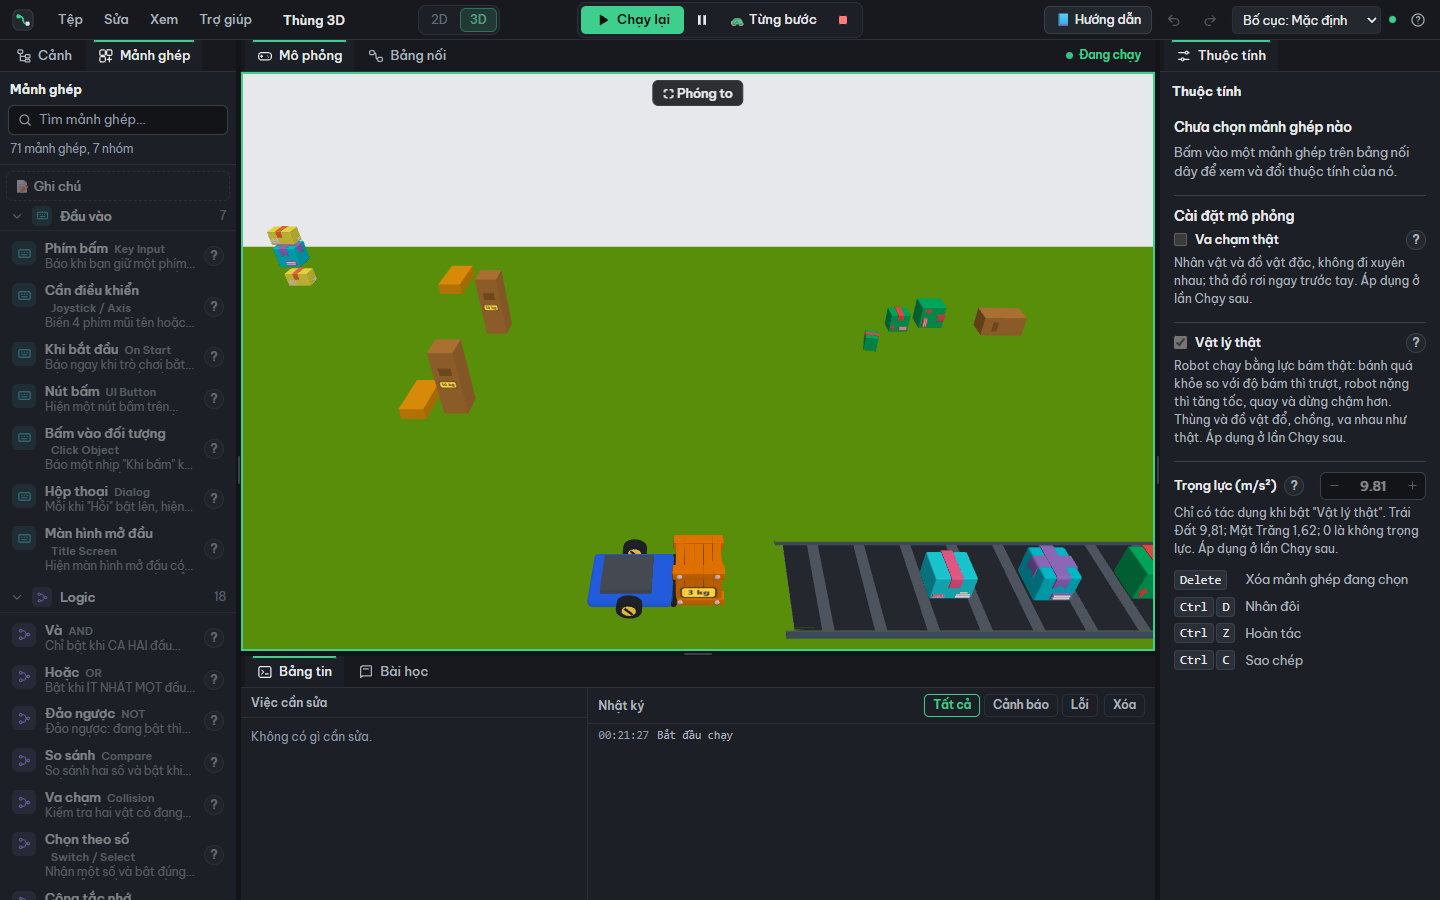 Tệp Sửa Xem Trợ giúp Thùng 3D 2D 3D Chạy lại Từng bước Hướng dẫn Bố cục: Mặc định
Cảnh Mảnh ghép
Mảnh ghép
Tìm mảnh ghép...
71 mảnh ghép, 7 nhóm
Ghi chú
Đầu vào 7
Phím bấm Key Input ?
Báo khi bạn giữ một phím...
Cần điều khiển
Joystick / Axis ?
Biến 4 phím mũi tên hoặc...
Khi bắt đầu On Start ?
Báo ngay khi trò chơi bắt...
Nút bấm UI Button ?
Hiện một nút bấm trên...
Bấm vào đối tượng
Click Object ?
Báo một nhịp "Khi bấm" k...
Hộp thoại Dialog ?
Mỗi khi "Hỏi" bật lên, hiện...
Màn hình mở đầu
Title Screen ?
Hiện màn hình mở đầu có...
Logic 18
Và AND ?
Chỉ bật khi CẢ HAI đầu...
Hoặc OR ?
Bật khi ÍT NHẤT MỘT đầu...
Đảo ngược NOT ?
Đảo ngược: đang bật thì...
So sánh Compare ?
So sánh hai số và bật khi...
Va chạm Collision ?
Kiểm tra hai vật có đang...
Chọn theo số
Switch / Select ?
Nhận một số và bật đúng...
Công tắc nhớ
Mô phỏng Bảng nối Đang chạy
Phóng to
3 kg
Bảng tin Bài học
Việc cần sửa
Không có gì cần sửa.
Nhật ký Tất cả Cảnh báo Lỗi Xóa
00:21:27 Bắt đầu chạy
Thuộc tính
Thuộc tính
Chưa chọn mảnh ghép nào
Bấm vào một mảnh ghép trên bảng nối
dây để xem và đổi thuộc tính của nó.
Cài đặt mô phỏng
Va chạm thật ?
Nhân vật và đồ vật đặc, không đi xuyên
nhau; thả đồ rơi ngay trước tay. Áp dụng ở
lần Chạy sau.
Vật lý thật ?
Robot chạy bằng lực bám thật: bánh quá
khỏe so với độ bám thì trượt, robot nặng
thì tăng tốc, quay và dừng chậm hơn.
Thùng và đồ vật đổ, chồng, va nhau như
thật. Áp dụng ở lần Chạy sau.
Trọng lực (m/s²) ? − 9.81 +
Chỉ có tác dụng khi bật "Vật lý thật". Trái
Đất 9,81; Mặt Trăng 1,62; 0 là không trọng
lực. Áp dụng ở lần Chạy sau.
Delete Xóa mảnh ghép đang chọn
Ctrl D Nhân đôi
Ctrl Z Hoàn tác
Ctrl C Sao chép